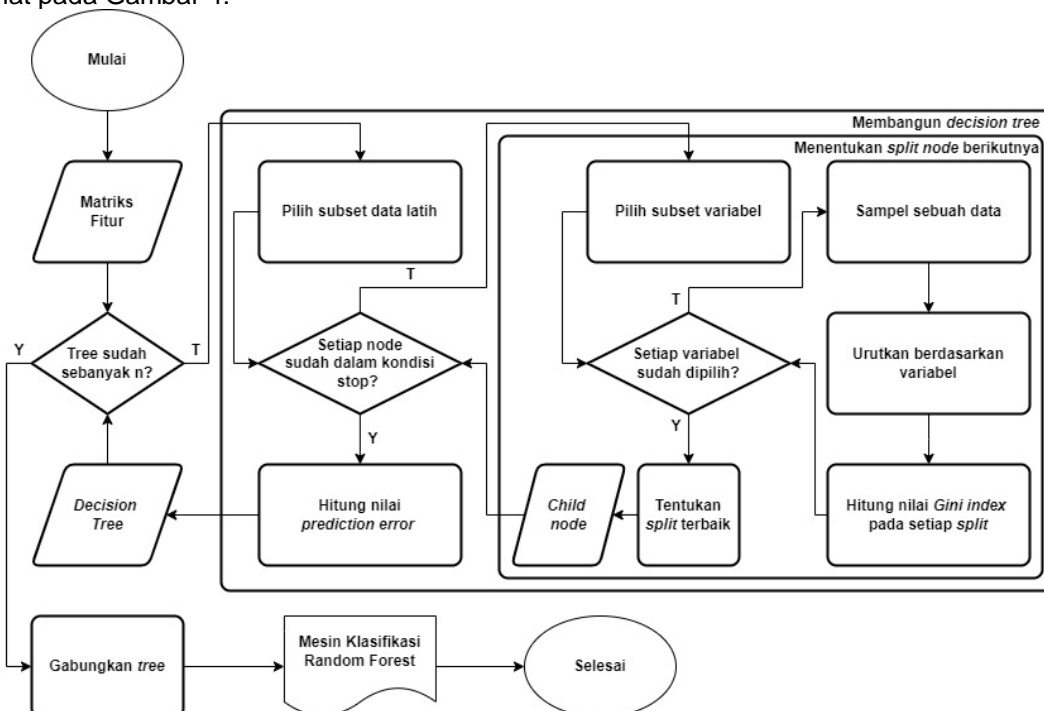 pada Gambar 4.
Mulai
Membangun decision tree
Menentukan split node berikutnya
Matriks
Fitur
Pilih subset data latih
Pilih subset variabel
Sampel sebuah data
T
T
Y
Tree sudah
sebanyak n?
T
Setiap node
sudah dalam kondisi
stop?
Setiap variabel
sudah dipilih?
Urutkan berdasarkan
variabel
Y
Y
Decision
Tree
Hitung nilai
prediction error
Child
node
Tentukan
split terbaik
Hitung nilai Gini index
pada setiap split
Gabungkan tree
Mesin Klasifikasi
Random Forest
Selesai